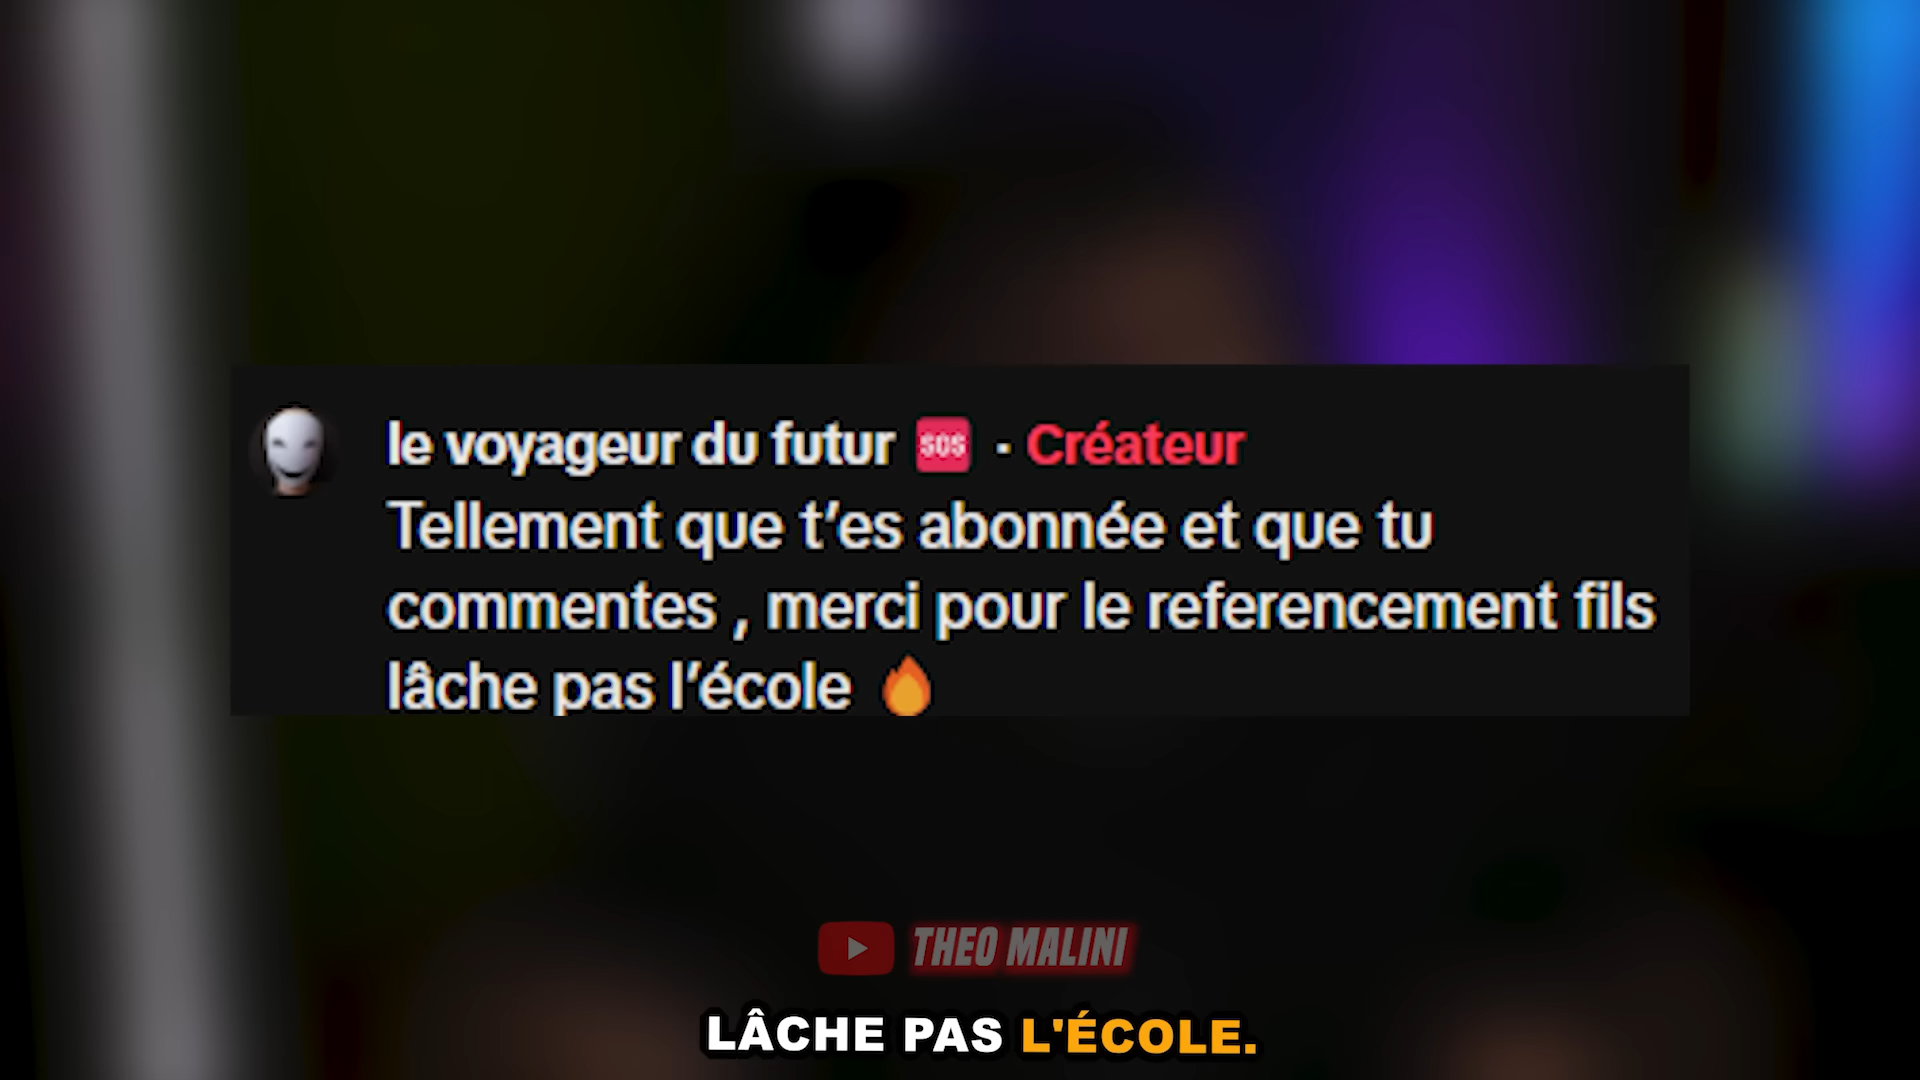 le voyageur du futur 🆘 · Créateur
Tellement que t’es abonnée et que tu
commentes , merci pour le referencement fils
lâche pas l’école 🔥
THEO MALINI
LÂCHE PAS L'ÉCOLE.